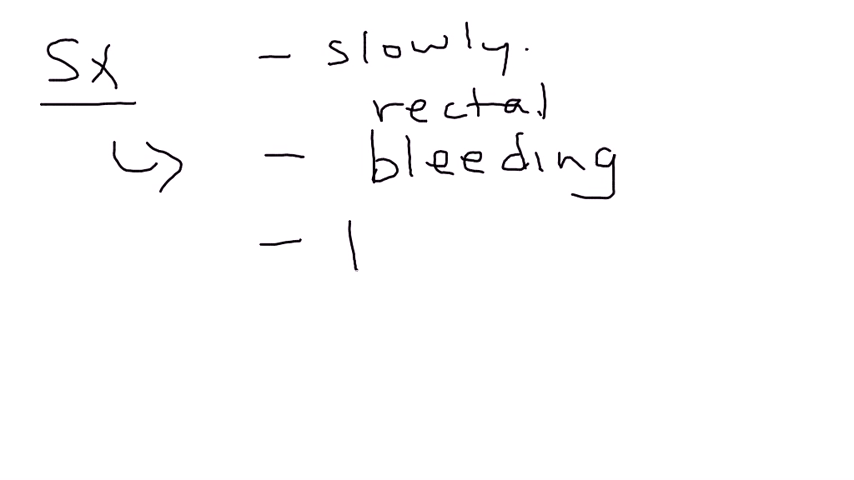 Sx - slowly.
rectal
↳ - bleeding
- l